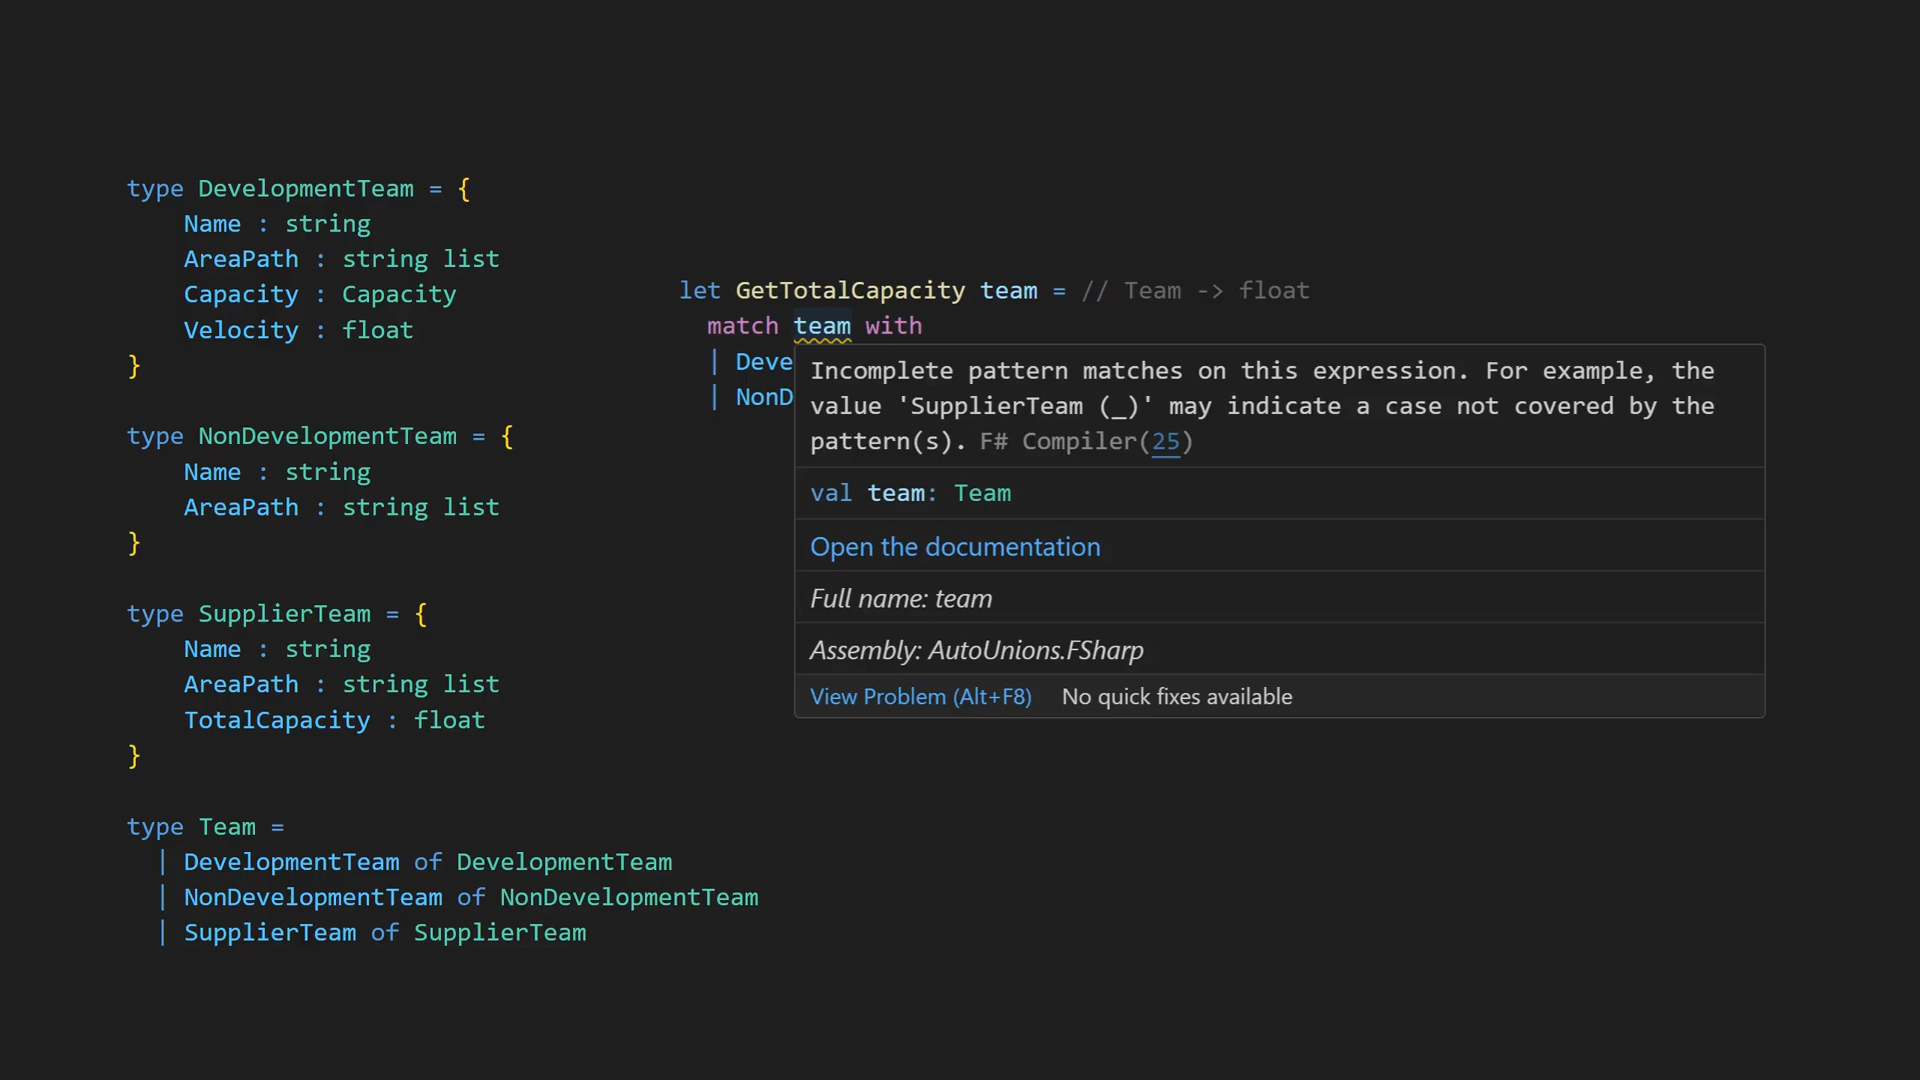 type DevelopmentTeam = {
    Name : string
    AreaPath : string list
    Capacity : Capacity
    Velocity : float
}

type NonDevelopmentTeam = {
    Name : string
    AreaPath : string list
}

type SupplierTeam = {
    Name : string
    AreaPath : string list
    TotalCapacity : float
}

type Team =
  | DevelopmentTeam of DevelopmentTeam
  | NonDevelopmentTeam of NonDevelopmentTeam
  | SupplierTeam of SupplierTeam

let GetTotalCapacity team = // Team -> float
  match team with
  | Deve
  | NonD
Incomplete pattern matches on this expression. For example, the
value 'SupplierTeam (_)' may indicate a case not covered by the
pattern(s). F# Compiler(25)
val team: Team
Open the documentation
Full name: team
Assembly: AutoUnions.FSharp
View Problem (Alt+F8) No quick fixes available